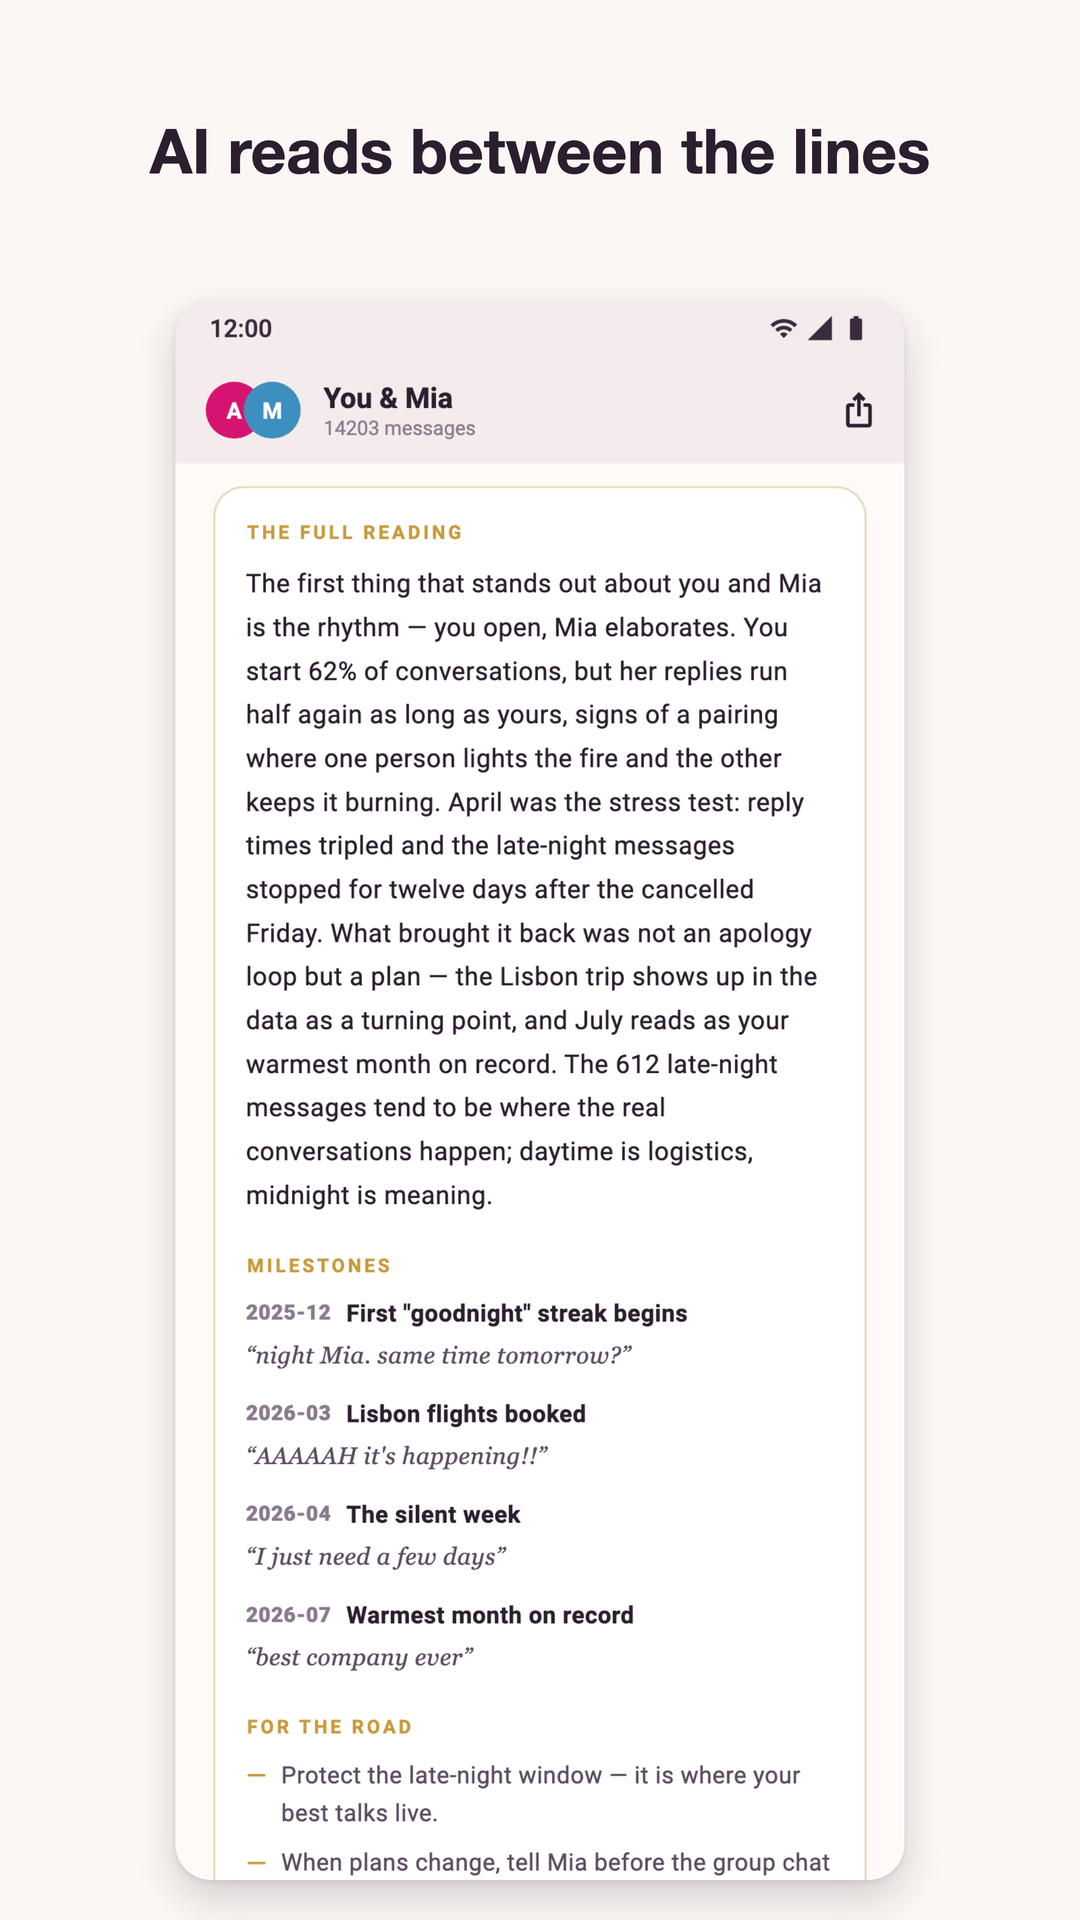 AI reads between the lines
12:00
A M
You & Mia
14203 messages
THE FULL READING
The first thing that stands out about you and Mia
is the rhythm — you open, Mia elaborates. You
start 62% of conversations, but her replies run
half again as long as yours, signs of a pairing
where one person lights the fire and the other
keeps it burning. April was the stress test: reply
times tripled and the late-night messages
stopped for twelve days after the cancelled
Friday. What brought it back was not an apology
loop but a plan — the Lisbon trip shows up in the
data as a turning point, and July reads as your
warmest month on record. The 612 late-night
messages tend to be where the real
conversations happen; daytime is logistics,
midnight is meaning.
MILESTONES
2025-12 First "goodnight" streak begins
“night Mia. same time tomorrow?”
2026-03 Lisbon flights booked
“AAAAAH it's happening!!”
2026-04 The silent week
“I just need a few days”
2026-07 Warmest month on record
“best company ever”
FOR THE ROAD
— Protect the late-night window — it is where your
best talks live.
— When plans change, tell Mia before the group chat